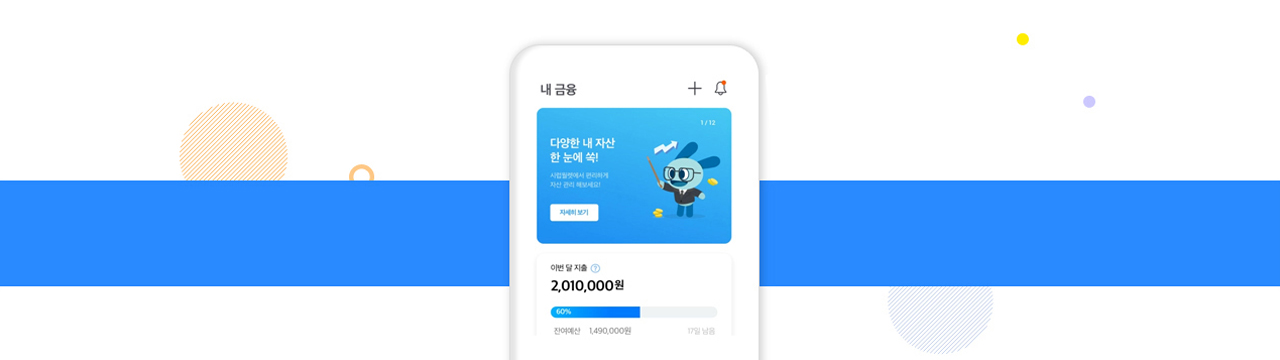 내 금융
1 / 12
다양한 내 자산
한 눈에 쏙!
사랑월렛에서 편리하게
자산 관리 해보세요!
자세히 보기
이번 달 지출 ?
2,010,000원
60%
잔여예산 1,490,000원 17일 남음